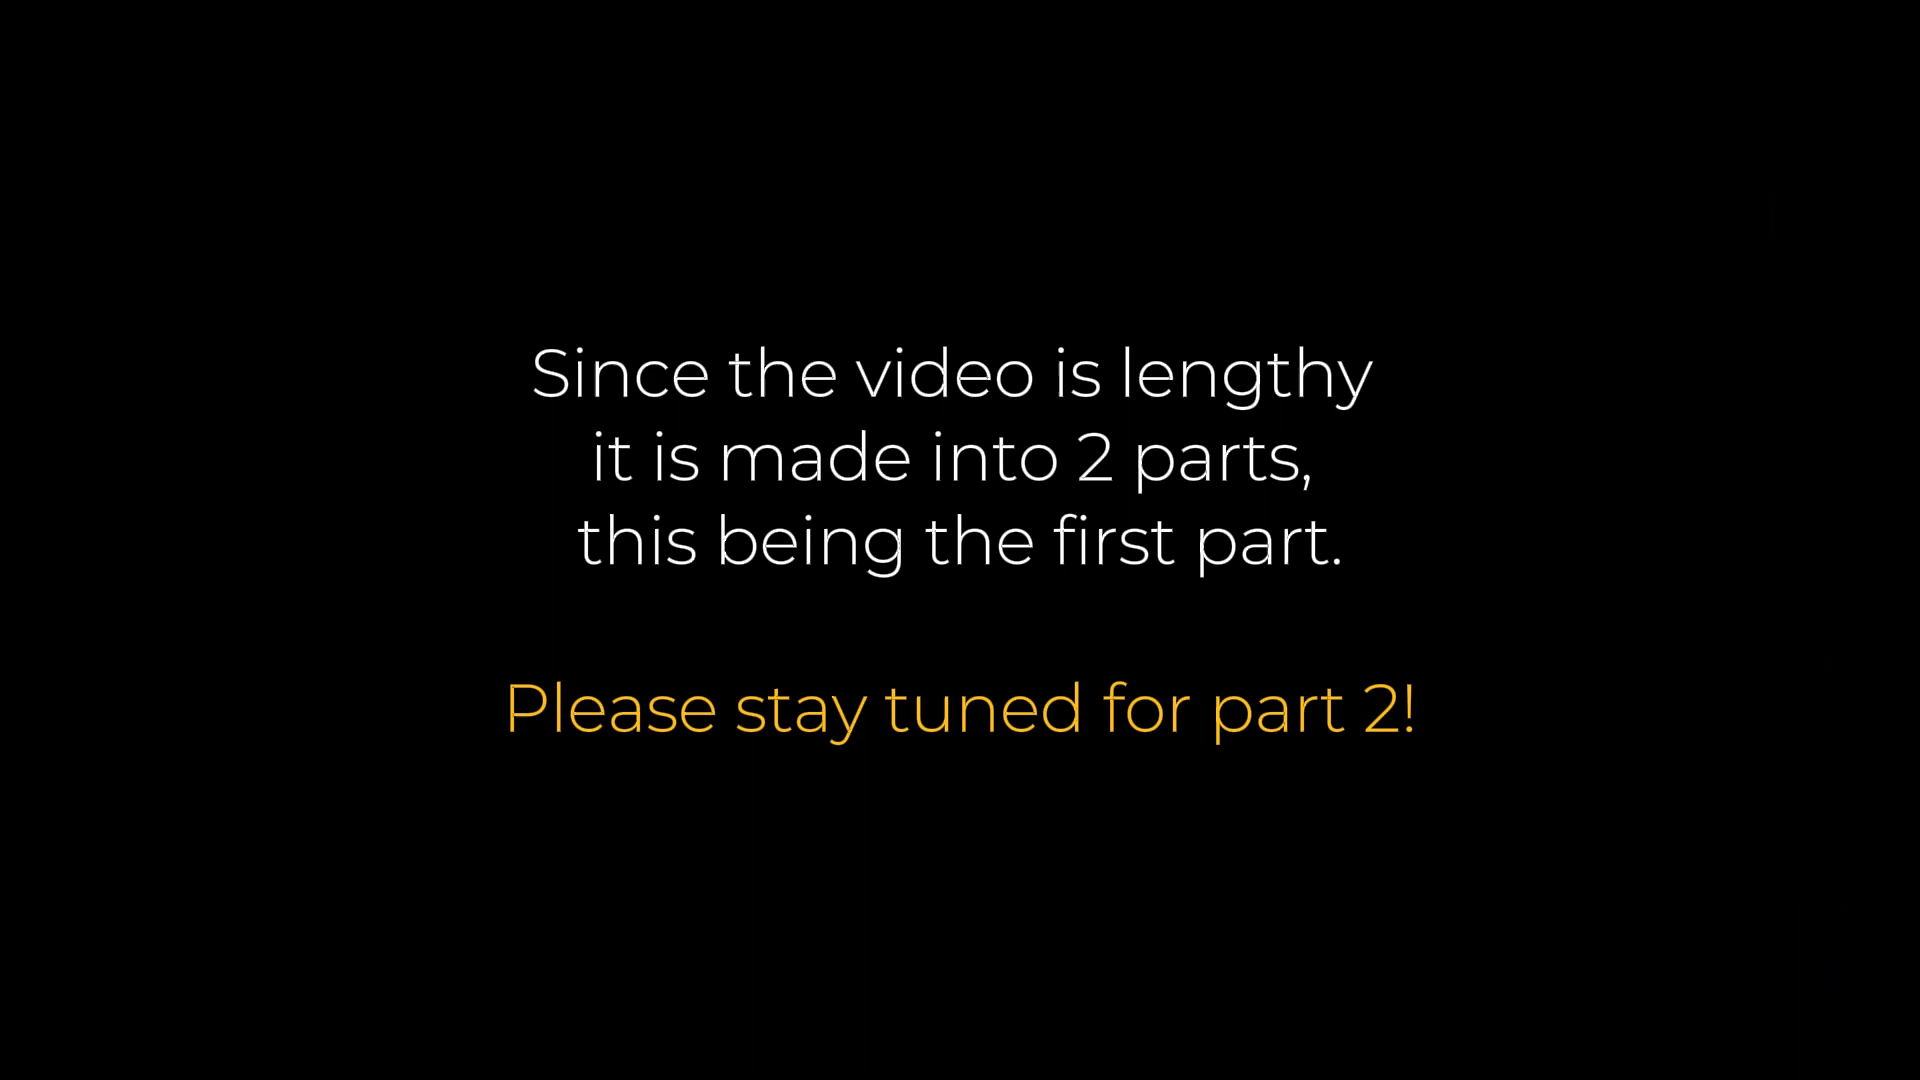 Since the video is lengthy
it is made into 2 parts,
this being the first part.
Please stay tuned for part 2!